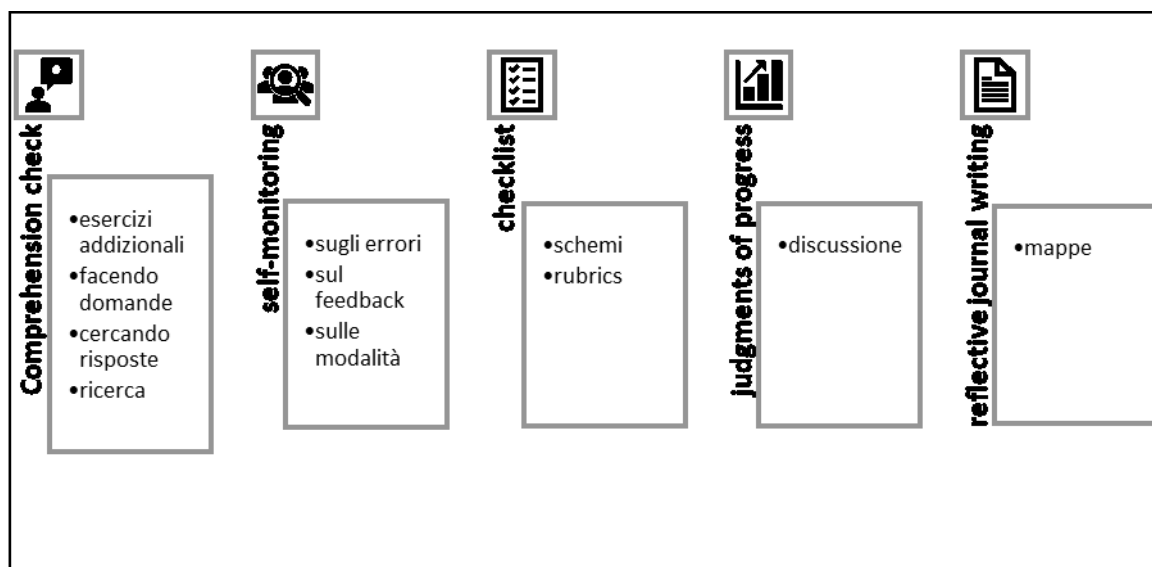 Comprehension check
•esercizi
addizionali
•facendo
domande
•cercando
risposte
•ricerca
self-monitoring
•sugli errori
•sul
feedback
•sulle
modalità
checklist
•schemi
•rubrics
judgments of progress
•discussione
reflective journal writing
•mappe